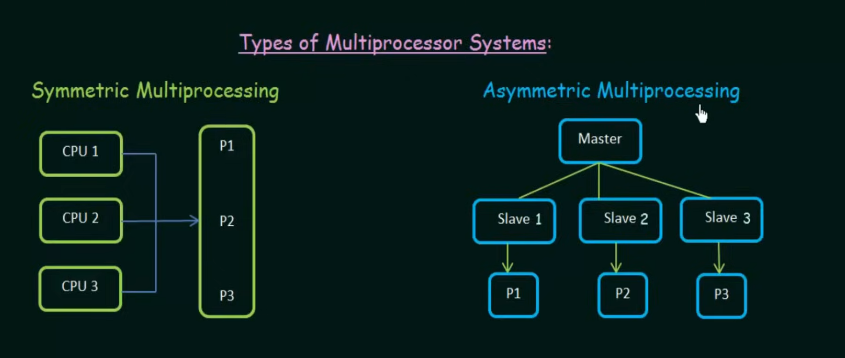 Types of Multiprocessor Systems:
Symmetric Multiprocessing
CPU 1
CPU 2
CPU 3
P1
P2
P3
Asymmetric Multiprocessing
Master
Slave 1
Slave 2
Slave 3
P1
P2
P3